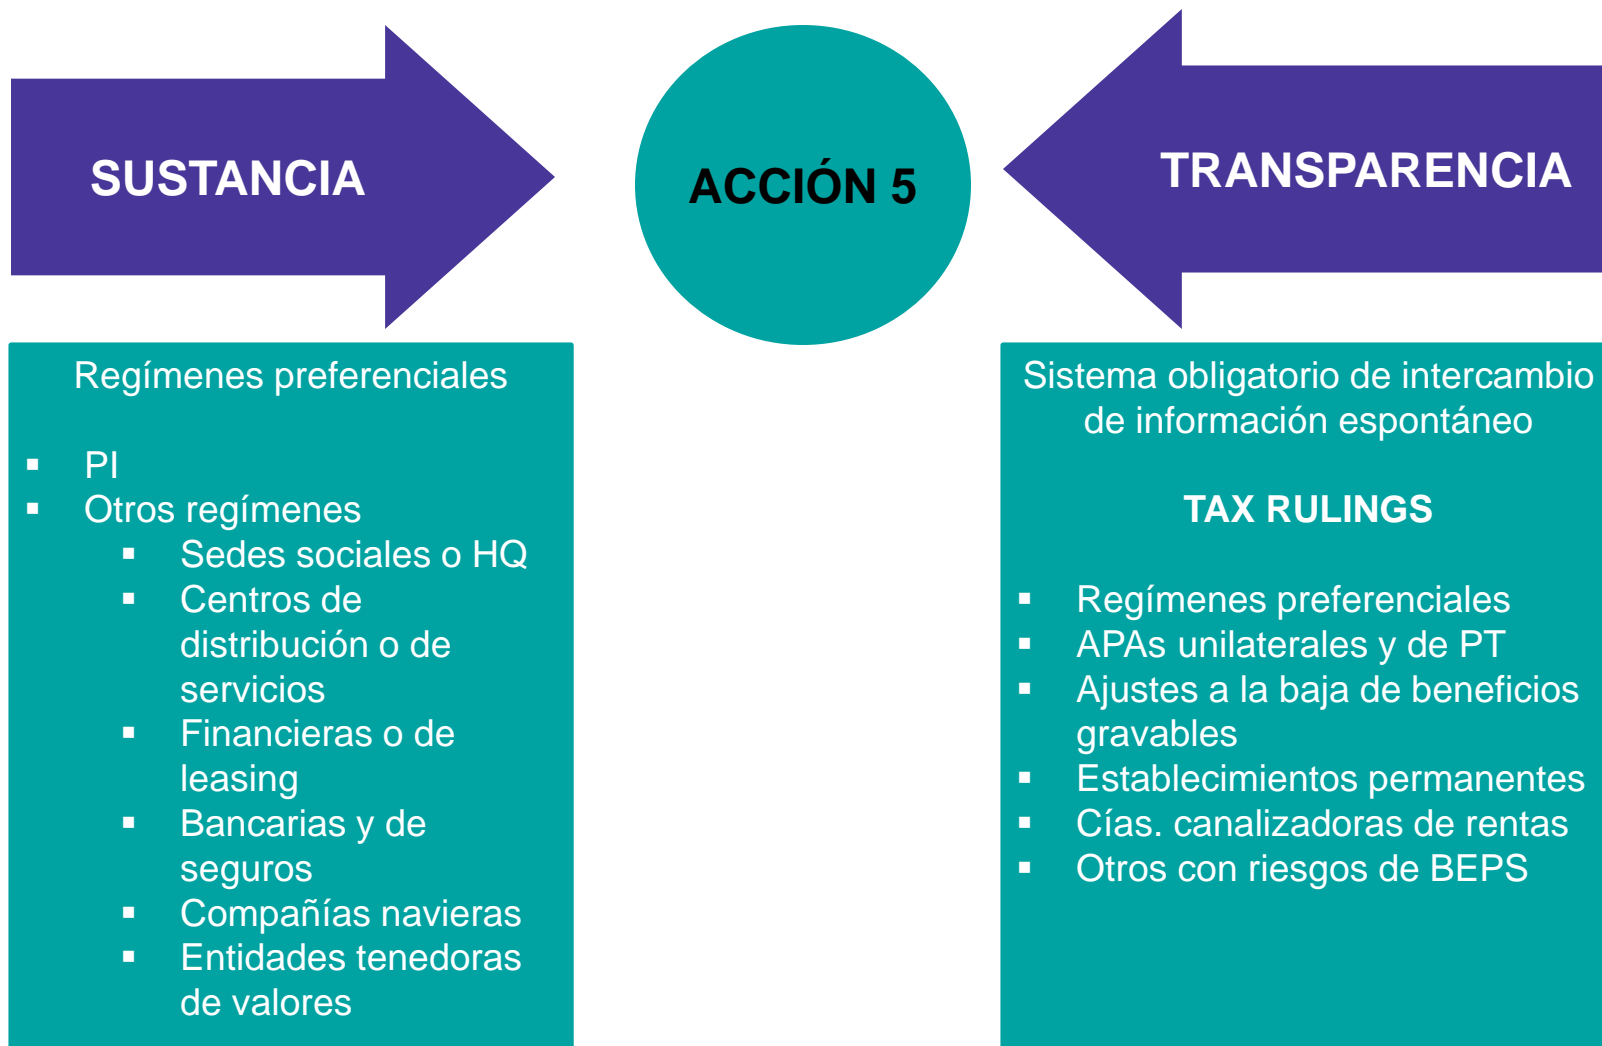 SUSTANCIA
ACCIÓN 5
TRANSPARENCIA
Regímenes preferenciales
▪ PI
▪ Otros regímenes
▪ Sedes sociales o HQ
▪ Centros de
distribución o de
servicios
▪ Financieras o de
leasing
▪ Bancarias y de
seguros
▪ Compañías navieras
▪ Entidades tenedoras
de valores
Sistema obligatorio de intercambio
de información espontáneo
TAX RULINGS
▪ Regímenes preferenciales
▪ APAs unilaterales y de PT
▪ Ajustes a la baja de beneficios
gravables
▪ Establecimientos permanentes
▪ Cías. canalizadoras de rentas
▪ Otros con riesgos de BEPS